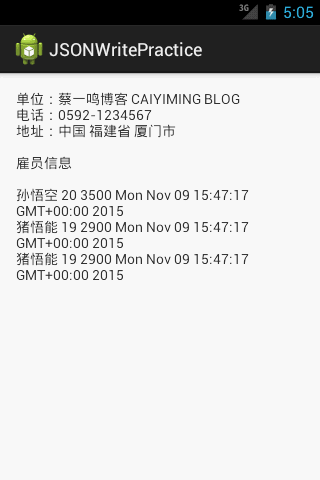 3G 5:05
JSONWritePractice
单位：蔡一鸣博客 CAIYIMING BLOG
电话：0592-1234567
地址：中国 福建省 厦门市
雇员信息
孙悟空 20 3500 Mon Nov 09 15:47:17
GMT+00:00 2015
猪悟能 19 2900 Mon Nov 09 15:47:17
GMT+00:00 2015
猪悟能 19 2900 Mon Nov 09 15:47:17
GMT+00:00 2015